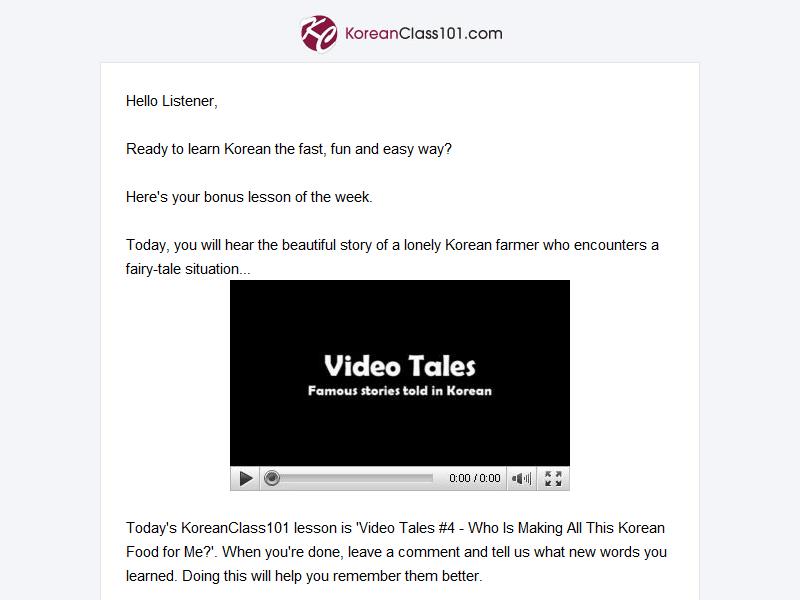 KC KoreanClass101.com
Hello Listener,
Ready to learn Korean the fast, fun and easy way?
Here's your bonus lesson of the week.
Today, you will hear the beautiful story of a lonely Korean farmer who encounters a
fairy-tale situation...
Video Tales
Famous stories told in Korean
0:00 / 0:00
Today's KoreanClass101 lesson is 'Video Tales #4 - Who Is Making All This Korean
Food for Me?'. When you're done, leave a comment and tell us what new words you
learned. Doing this will help you remember them better.